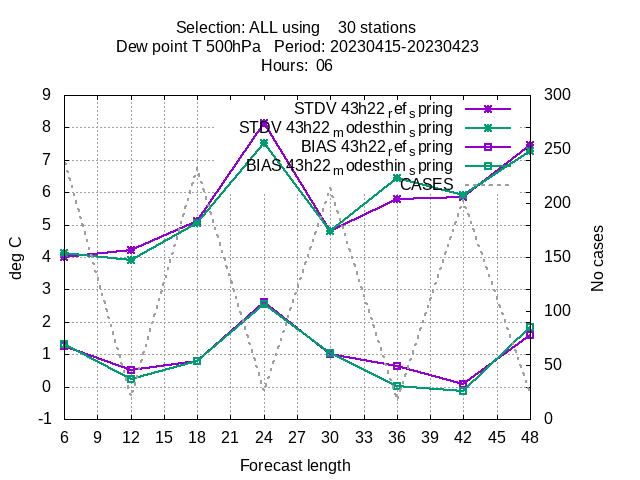 Selection: ALL using    30 stations
Dew point T 500hPa   Period: 20230415-20230423
Hours:  06
STDV 43h22_ref_spring
STDV 43h22_modesthin_spring
BIAS 43h22_ref_spring
BIAS 43h22_modesthin_spring
CASES
9
8
7
6
5
4
3
2
1
0
-1
deg C
300
250
200
150
100
50
0
No cases
6 9 12 15 18 21 24 27 30 33 36 39 42 45 48
Forecast length